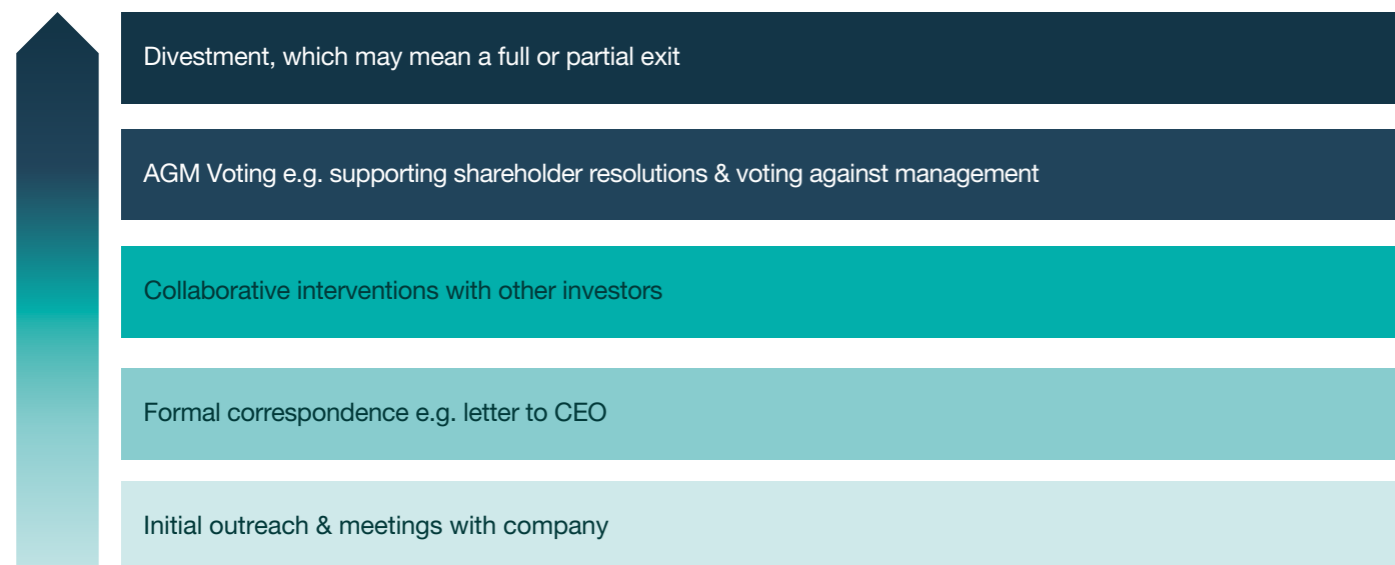 Divestment, which may mean a full or partial exit
AGM Voting e.g. supporting shareholder resolutions & voting against management
Collaborative interventions with other investors
Formal correspondence e.g. letter to CEO
Initial outreach & meetings with company